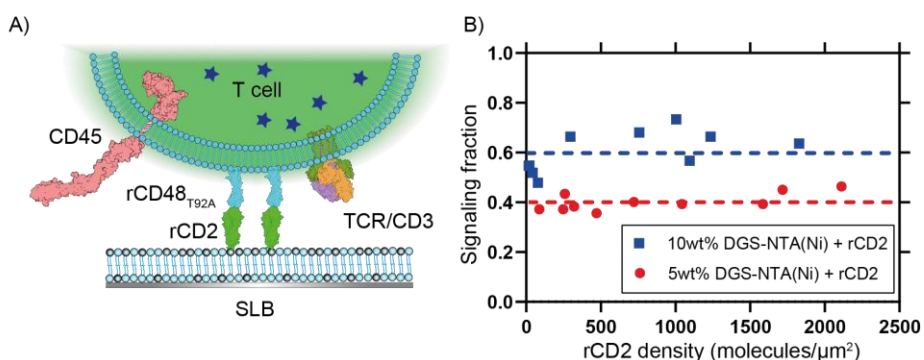 A)
T cell
CD45
rCD48T92A
rCD2
TCR/CD3
SLB
B)
Signaling fraction
1.0
0.8
0.6
0.4
0.2
0.0
10wt% DGS-NTA(Ni) + rCD2
5wt% DGS-NTA(Ni) + rCD2
0 500 1000 1500 2000 2500
rCD2 density (molecules/µm²)